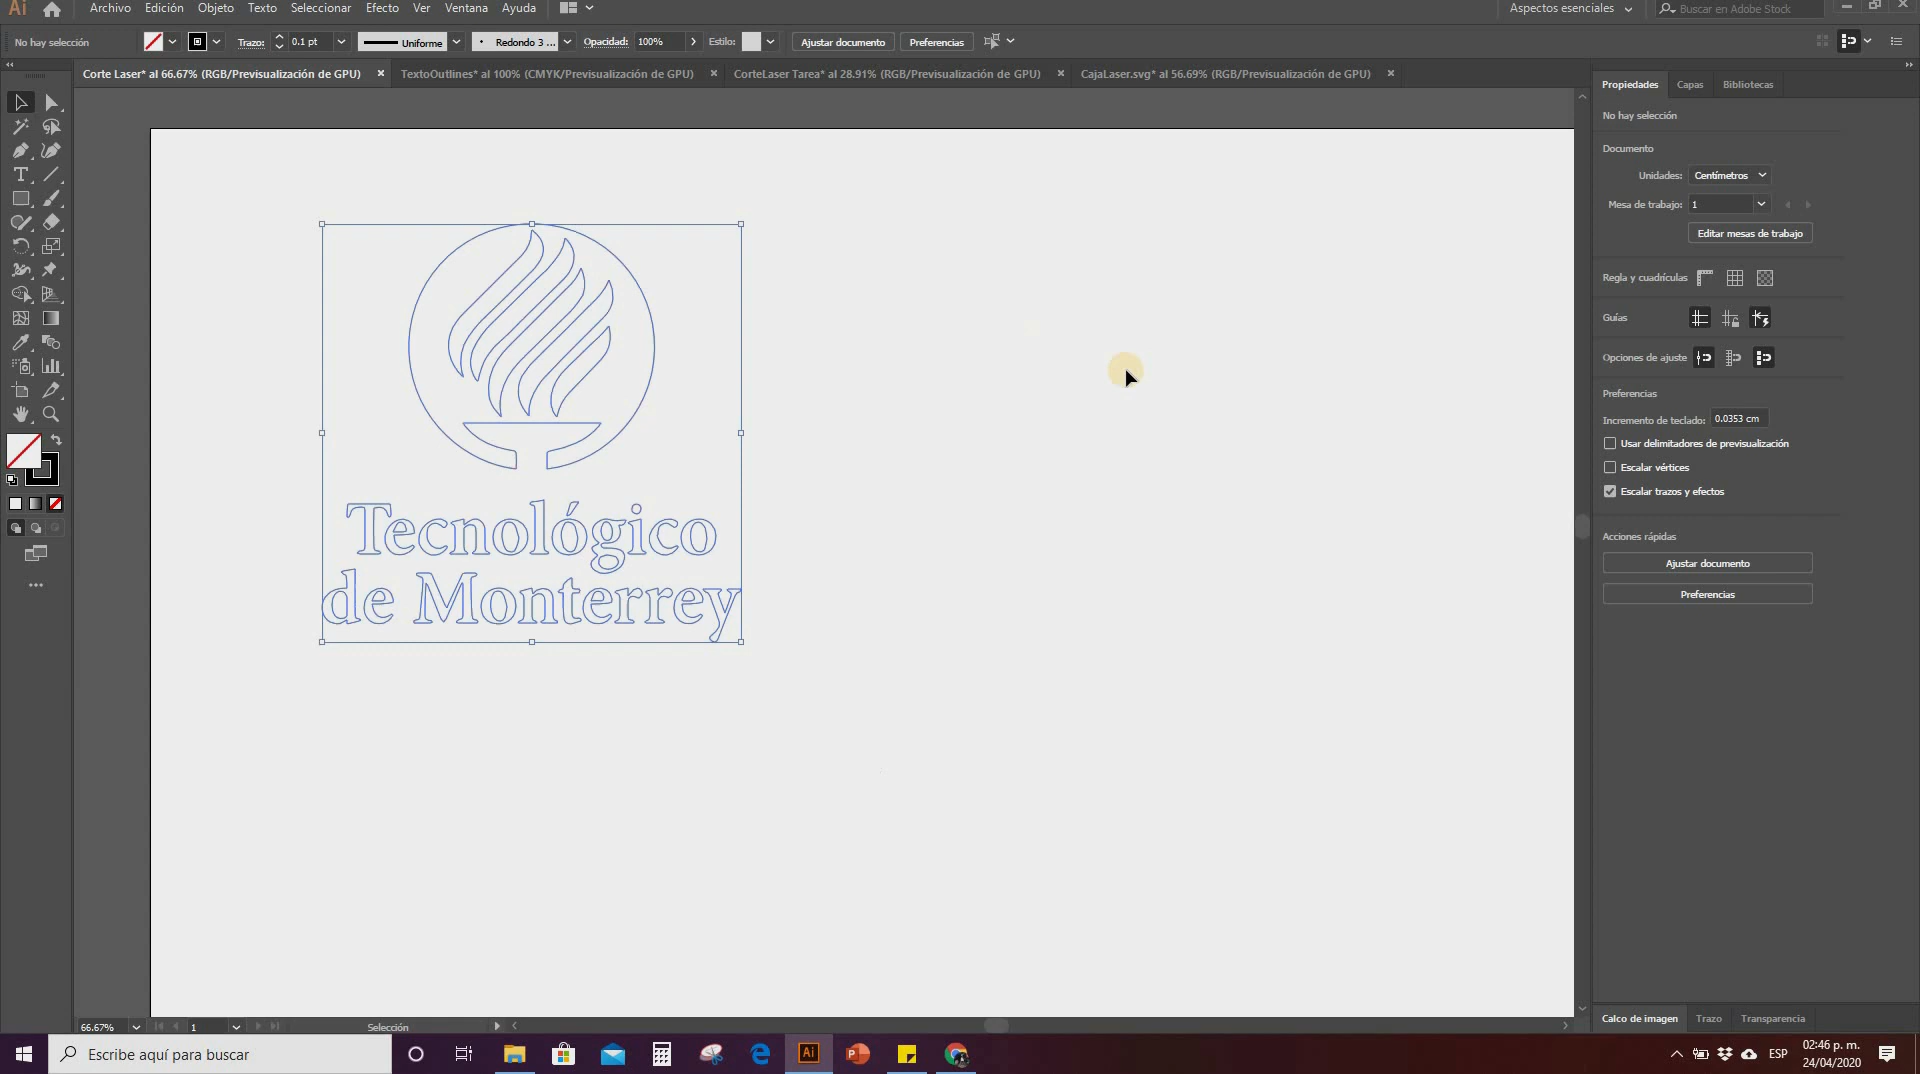 Ai Archivo Edición Objeto Texto Seleccionar Efecto Ver Ventana Ayuda Aspectos esenciales Buscar en Adobe Stock
No hay selección Trazo: 0.1 pt Uniforme Redondo 3 ... Opacidad: 100% Estilo: Ajustar documento Preferencias
Corte Laser* al 66.67% (RGB/Previsualización de GPU) × TextoOutlines* al 100% (CMYK/Previsualización de GPU) × CorteLaser Tarea* al 28.91% (RGB/Previsualización de GPU) × CajaLaser.svg* al 56.69% (RGB/Previsualización de GPU) ×
Propiedades Capas Bibliotecas
No hay selección
Documento
Unidades: Centímetros
Mesa de trabajo: 1
Editar mesas de trabajo
Regla y cuadrículas
Guías
Opciones de ajuste
Preferencias
Incremento de teclado: 0.0353 cm
Usar delimitadores de previsualización
Escalar vértices
Escalar trazos y efectos
Acciones rápidas
Ajustar documento
Preferencias
Tecnológico
de Monterrey
Calco de imagen Trazo Transparencia
66.67% 1 Selección
Escribe aquí para buscar
Ai
ESP
02:46 p. m.
24/04/2020